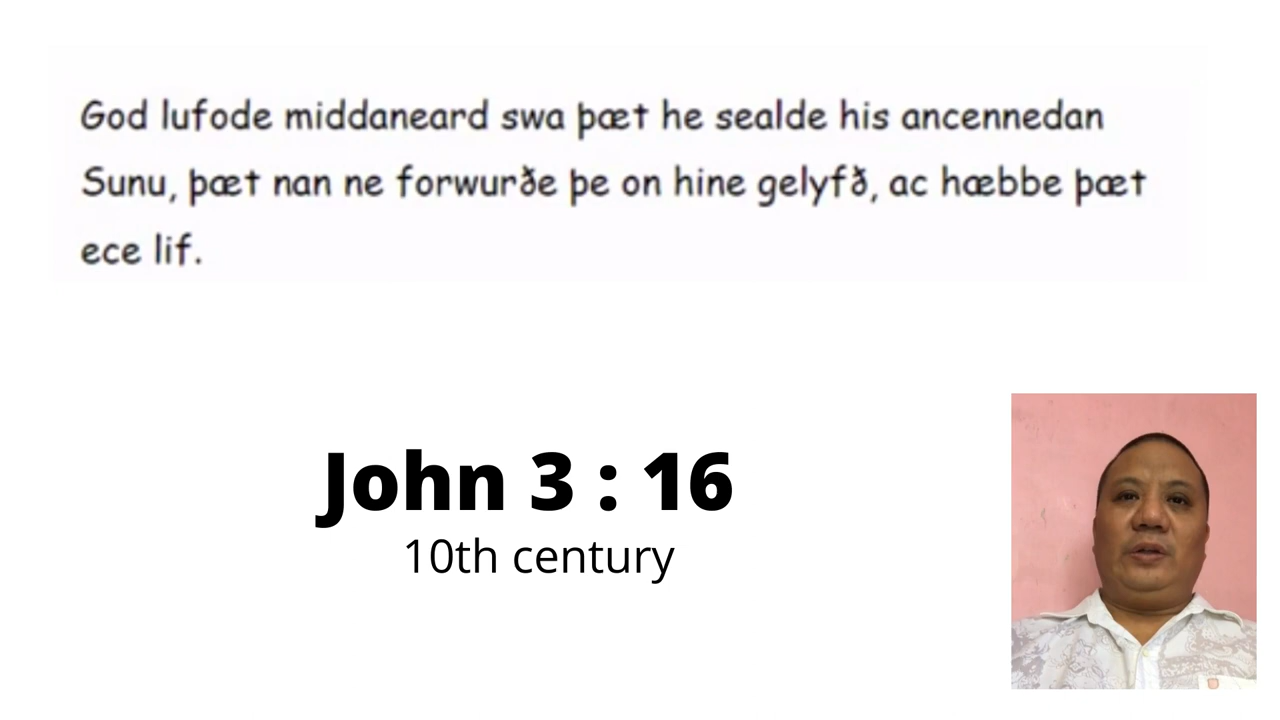 God lufode middaneard swa þæt he sealde his ancennedan
Sunu, þæt nan ne forwurðe þe on hine gelyfð, ac hæbbe þæt
ece lif.
John 3 : 16
10th century